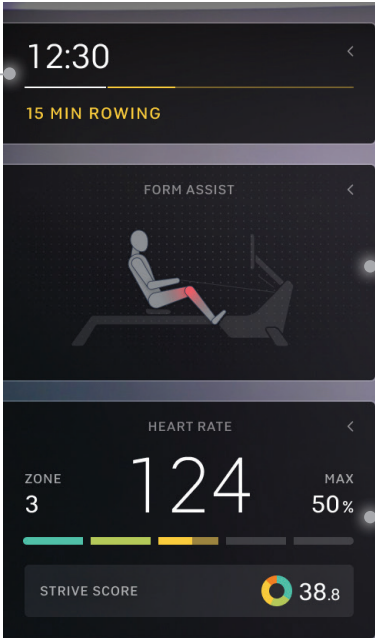 12:30
15 MIN ROWING
FORM ASSIST
HEART RATE
ZONE
3
124
MAX
50%
STRIVE SCORE
38.8